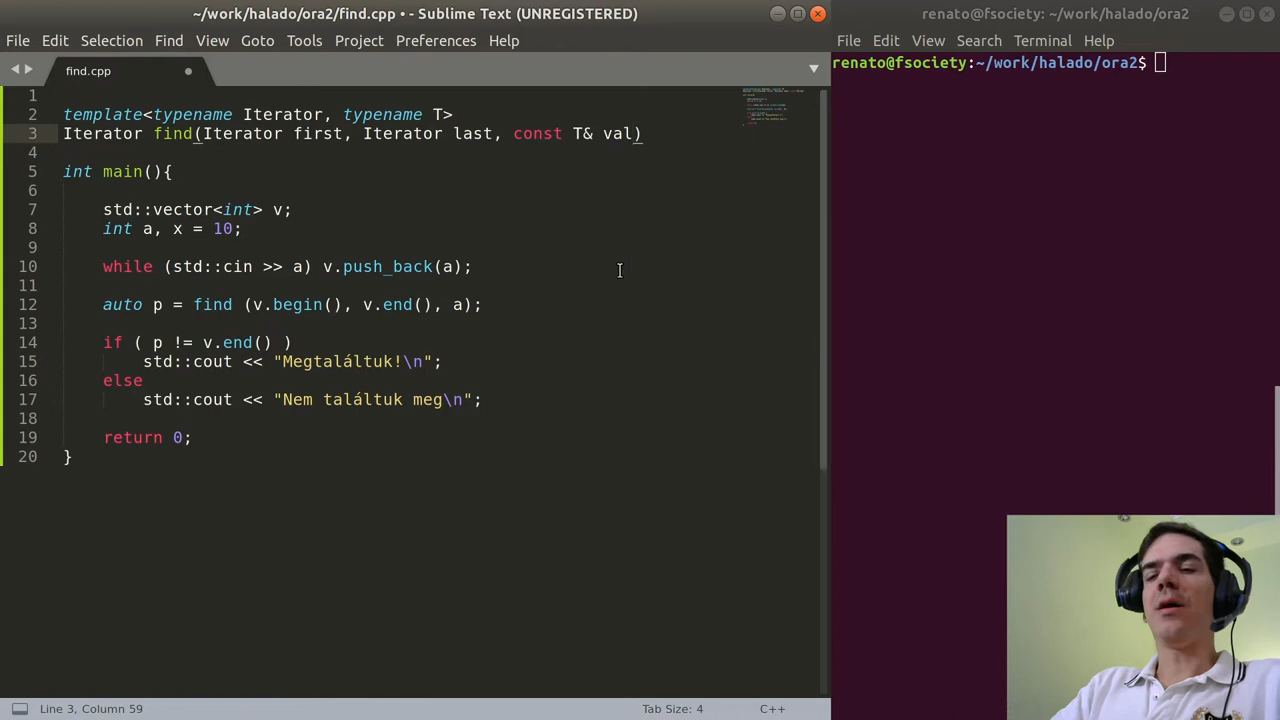 ~/work/halado/ora2/find.cpp • - Sublime Text (UNREGISTERED)
File Edit Selection Find View Goto Tools Project Preferences Help
find.cpp
1
2 template<typename Iterator, typename T>
3 Iterator find(Iterator first, Iterator last, const T& val)
4
5 int main(){
6
7 std::vector<int> v;
8 int a, x = 10;
9
10 while (std::cin >> a) v.push_back(a);
11
12 auto p = find (v.begin(), v.end(), a);
13
14 if ( p != v.end() )
15 std::cout << "Megtaláltuk!\n";
16 else
17 std::cout << "Nem találtuk meg\n";
18
19 return 0;
20 }
Line 3, Column 59 Tab Size: 4 C++
renato@fsociety: ~/work/halado/ora2
File Edit View Search Terminal Help
renato@fsociety:~/work/halado/ora2$